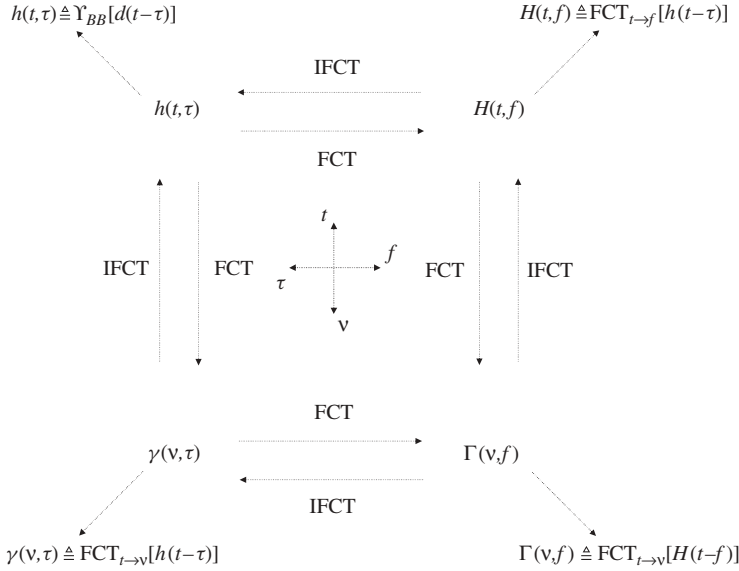 h(t,τ)≜Υ_BB[d(t−τ)]
H(t,f)≜FCT_t→f[h(t−τ)]
IFCT
h(t,τ)
H(t,f)
FCT
t
IFCT
FCT
f
τ
FCT
IFCT
ν
FCT
γ(ν,τ)
Γ(ν,f)
IFCT
γ(ν,τ) ≜ FCT_t→ν[h(t−τ)]
Γ(ν,f) ≜ FCT_t→ν[H(t−f)]